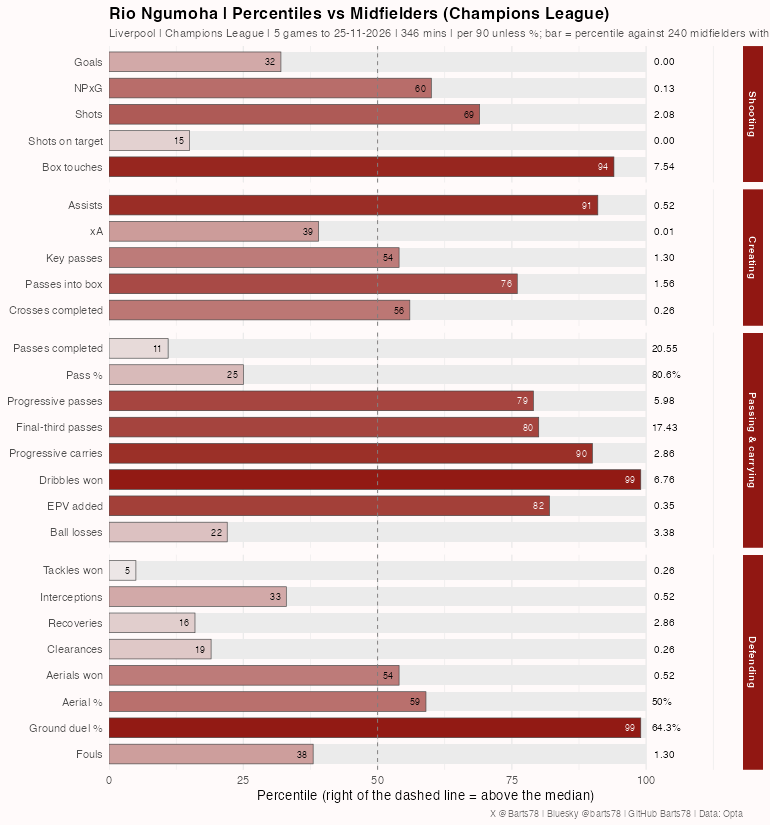 Rio Ngumoha | Percentiles vs Midfielders (Champions League)
Liverpool | Champions League | 5 games to 25-11-2026 | 346 mins | per 90 unless %; bar = percentile against 240 midfielders with
Goals 32 0.00
NPxG 60 0.13
Shots 69 2.08
Shots on target 15 0.00
Box touches 94 7.54
Shooting
Assists 91 0.52
xA 39 0.01
Key passes 54 1.30
Passes into box 76 1.56
Crosses completed 56 0.26
Creating
Passes completed 11 20.55
Pass % 25 80.6%
Progressive passes 79 5.98
Final-third passes 80 17.43
Progressive carries 90 2.86
Dribbles won 99 6.76
EPV added 82 0.35
Ball losses 22 3.38
Passing & carrying
Tackles won 5 0.26
Interceptions 33 0.52
Recoveries 16 2.86
Clearances 19 0.26
Aerials won 54 0.52
Aerial % 59 50%
Ground duel % 99 64.3%
Fouls 38 1.30
Defending
0 25 50 75 100
Percentile (right of the dashed line = above the median)
X @Barts78 | Bluesky @barts78 | GitHub Barts78 | Data: Opta